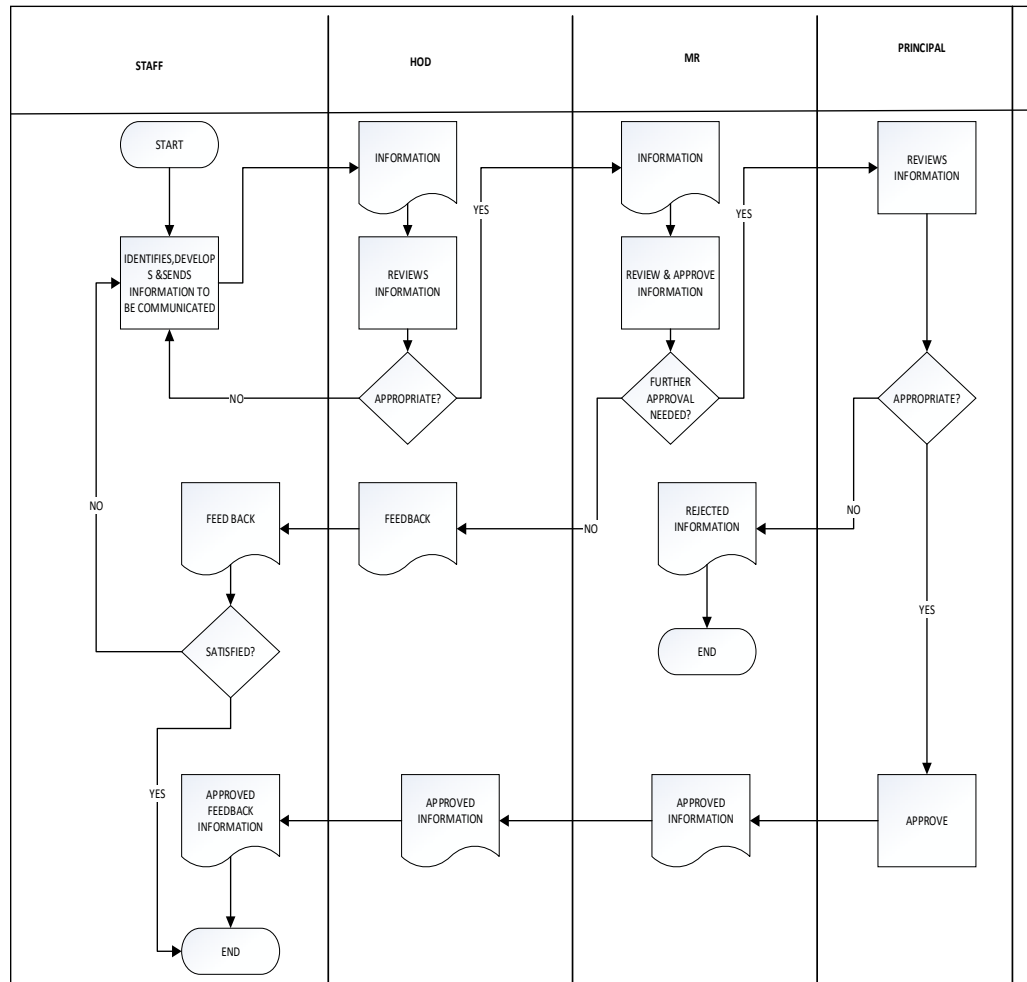 STAFF
HOD
MR
PRINCIPAL
START
INFORMATION
INFORMATION
REVIEWS
INFORMATION
YES
YES
IDENTIFIES,DEVELOP
S &SENDS
INFORMATION TO
BE COMMUNICATED
REVIEWS
INFORMATION
REVIEW & APPROVE
INFORMATION
NO
APPROPRIATE?
FURTHER
APPROVAL
NEEDED?
APPROPRIATE?
NO
FEED BACK
FEEDBACK
NO
REJECTED
INFORMATION
NO
YES
SATISFIED?
END
YES
APPROVED
FEEDBACK
INFORMATION
APPROVED
INFORMATION
APPROVED
INFORMATION
APPROVE
END